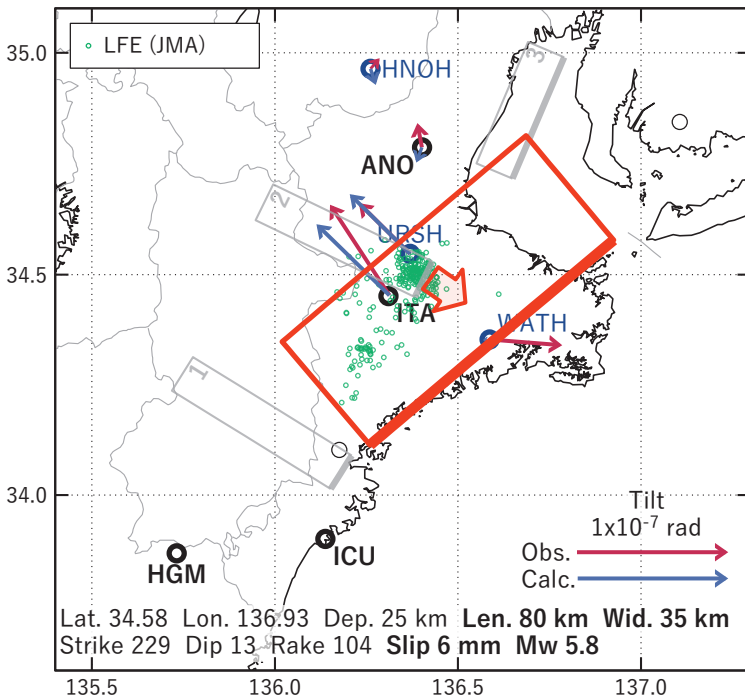 35.0
34.5
34.0
LFE (JMA)
HNOH
3
ANO
2
URSH
ITA
WATH
1
HGM
ICU
Tilt
1x10⁻⁷ rad
Obs.
Calc.
Lat. 34.58 Lon. 136.93 Dep. 25 km Len. 80 km Wid. 35 km
Strike 229 Dip 13 Rake 104 Slip 6 mm Mw 5.8
135.5 136.0 136.5 137.0